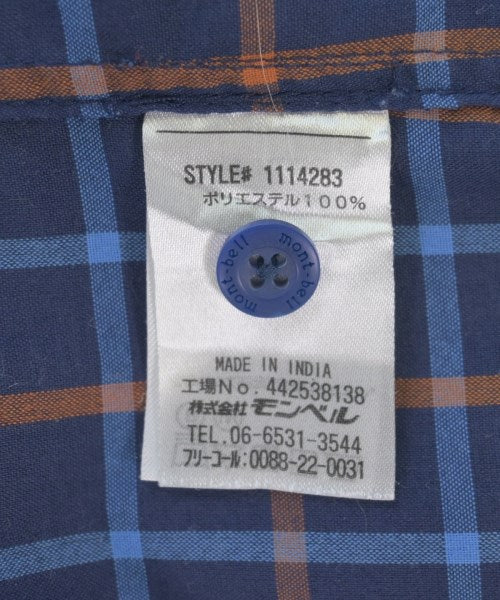 STYLE# 1114283
ポリエステル100%
mont-bell mont-bell
MADE IN INDIA
工場No. 442538138
株式会社 モンベル
TEL. 06-6531-3544
フリーコール:0088-22-0031